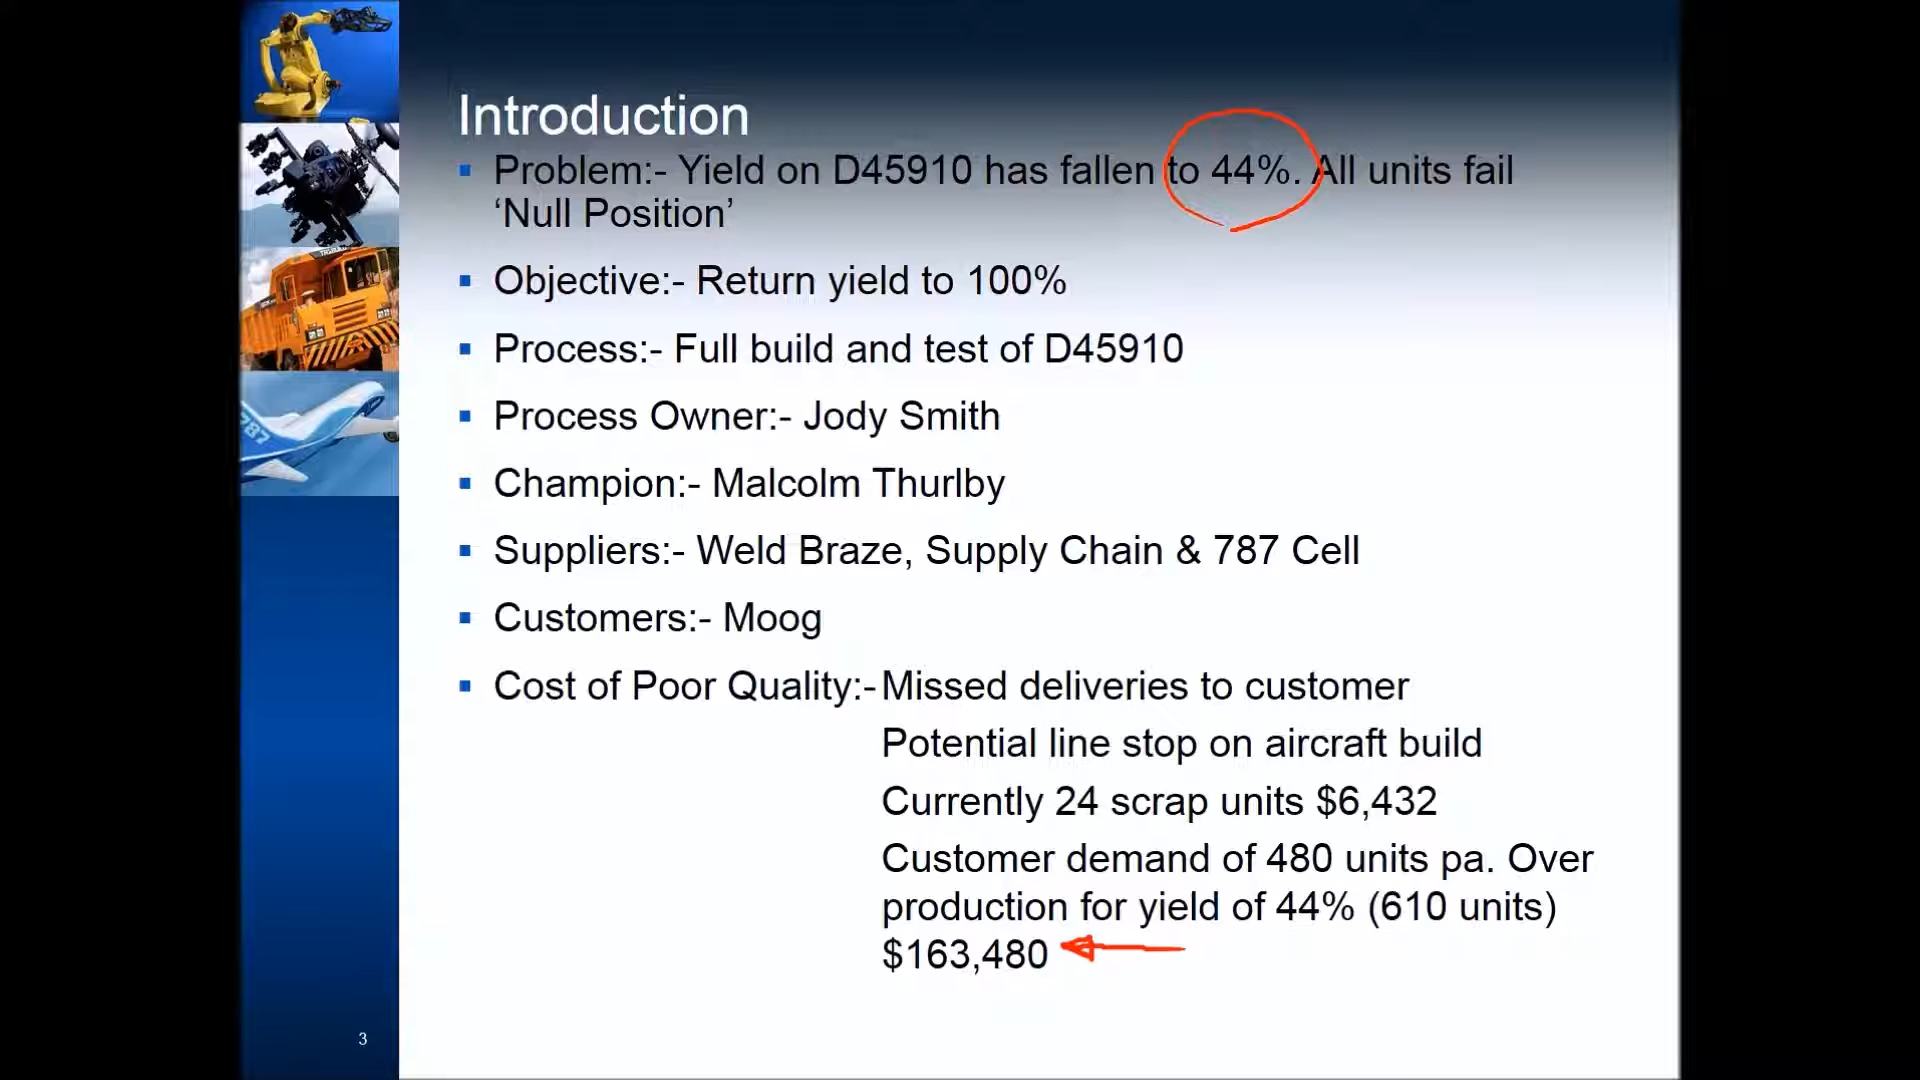 Introduction
Problem:- Yield on D45910 has fallen to 44%. All units fail
‘Null Position’
Objective:- Return yield to 100%
Process:- Full build and test of D45910
Process Owner:- Jody Smith
Champion:- Malcolm Thurlby
Suppliers:- Weld Braze, Supply Chain & 787 Cell
Customers:- Moog
Cost of Poor Quality:- Missed deliveries to customer
Potential line stop on aircraft build
Currently 24 scrap units $6,432
Customer demand of 480 units pa. Over
production for yield of 44% (610 units)
$163,480
787
3